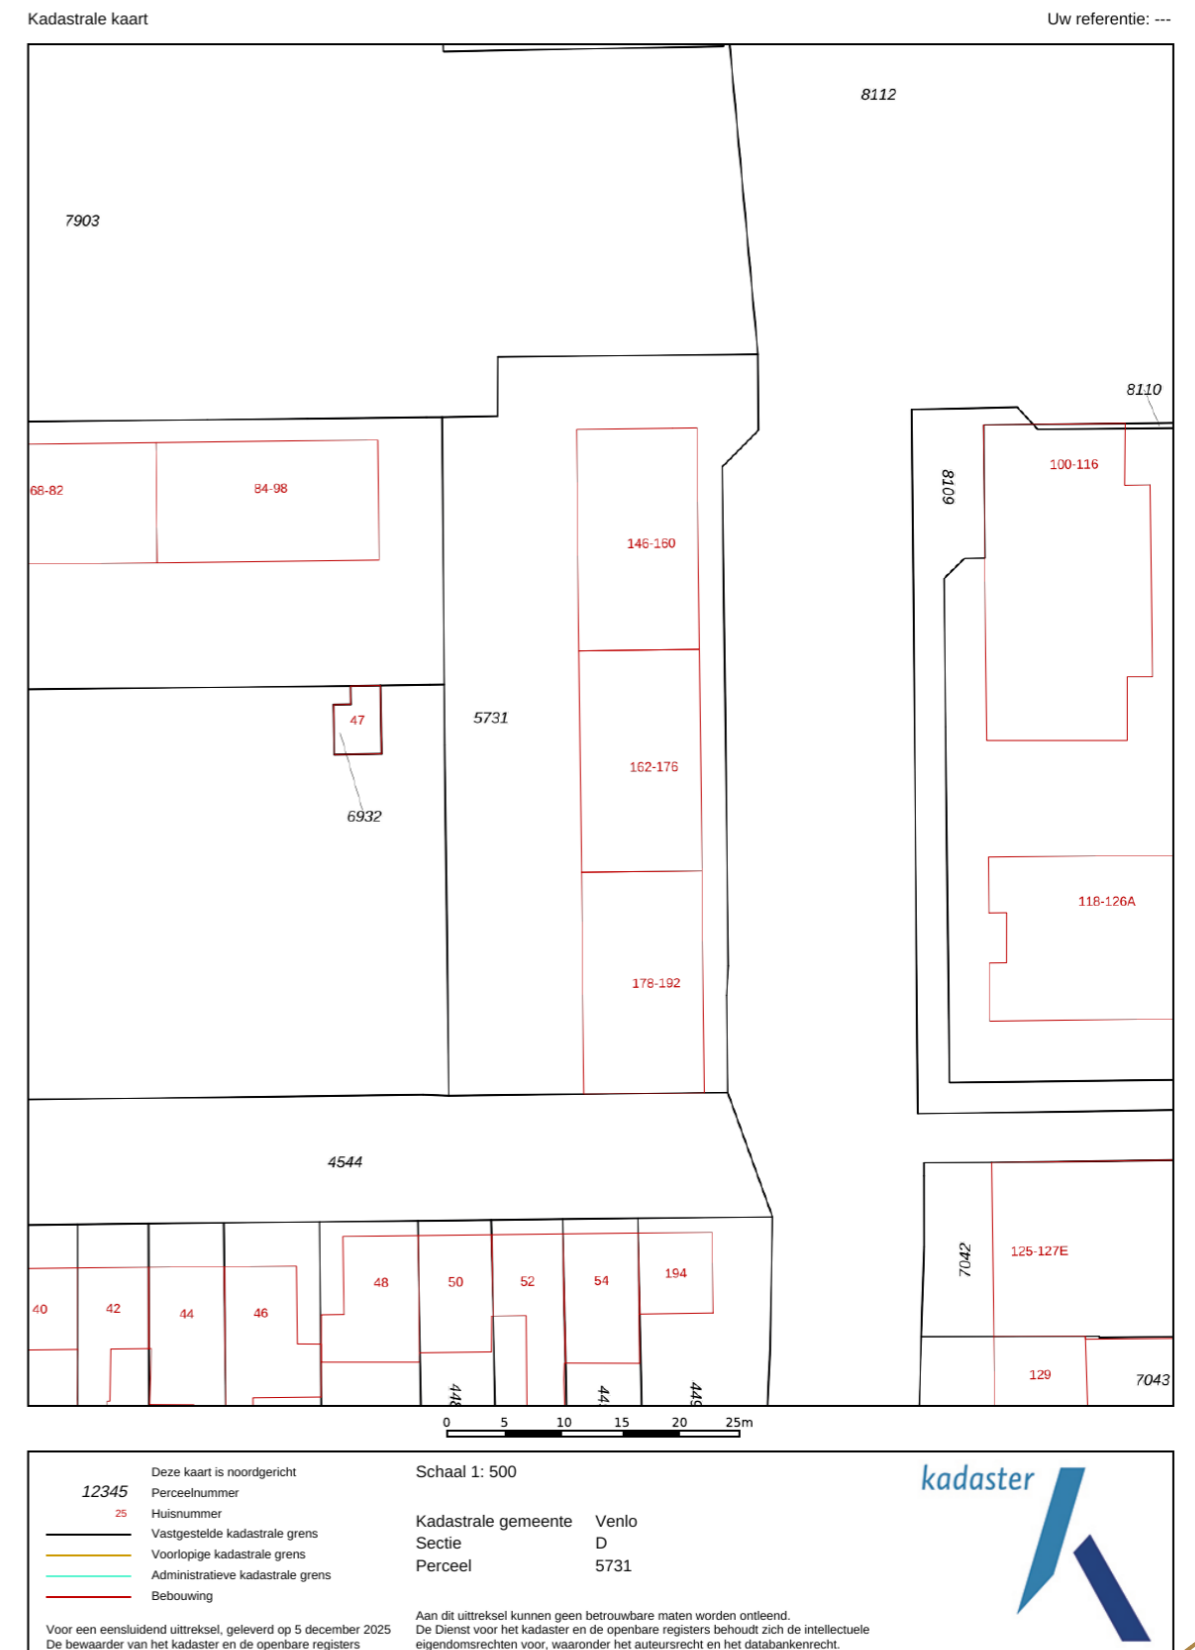 Kadastrale kaart
Uw referentie: ---
8112
7903
8110
68-82
84-98
100-116
8109
146-160
47
5731
162-176
6932
118-126A
178-192
4544
7042
125-127E
40
42
44
46
48
50
52
54
194
129
7043
448
44
449
0 5 10 15 20 25m
Deze kaart is noordgericht
12345 Perceelnummer
25 Huisnummer
Vastgestelde kadastrale grens
Voorlopige kadastrale grens
Administratieve kadastrale grens
Bebouwing
Voor een eensluidend uittreksel, geleverd op 5 december 2025
De bewaarder van het kadaster en de openbare registers
Schaal 1: 500
Kadastrale gemeente Venlo
Sectie D
Perceel 5731
Aan dit uittreksel kunnen geen betrouwbare maten worden ontleend.
De Dienst voor het kadaster en de openbare registers behoudt zich de intellectuele
eigendomsrechten voor, waaronder het auteursrecht en het databankenrecht.
kadaster